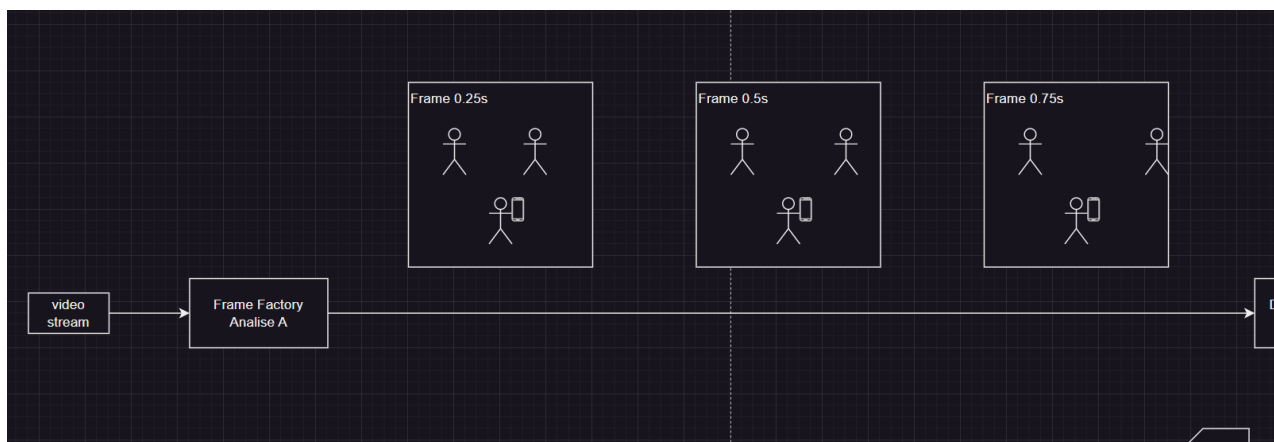 Frame 0.25s
Frame 0.5s
Frame 0.75s
video
stream
Frame Factory
Analise A
D